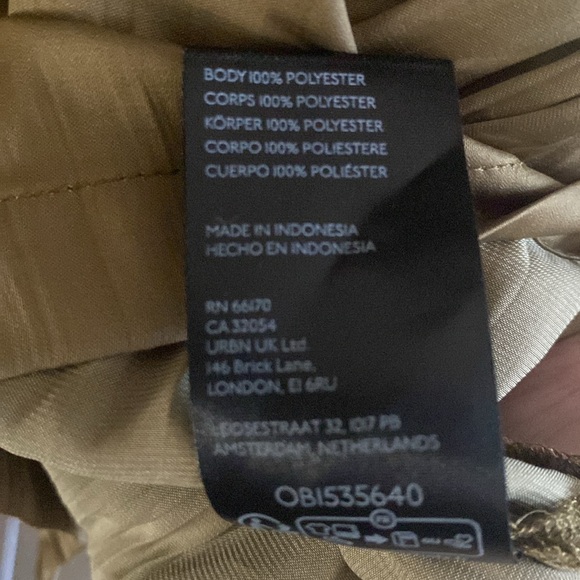 BODY 100% POLYESTER
CORPS 100% POLYESTER
KÖRPER 100% POLYESTER
CORPO 100% POLIESTERE
CUERPO 100% POLIÉSTER
MADE IN INDONESIA
HECHO EN INDONESIA
RN 66170
CA 32054
URBN UK Ltd.
146 Brick Lane,
LONDON, E1 6RU
32, 1017 PB
AMSTERDAM, NETHERLANDS
OB1535640
FR